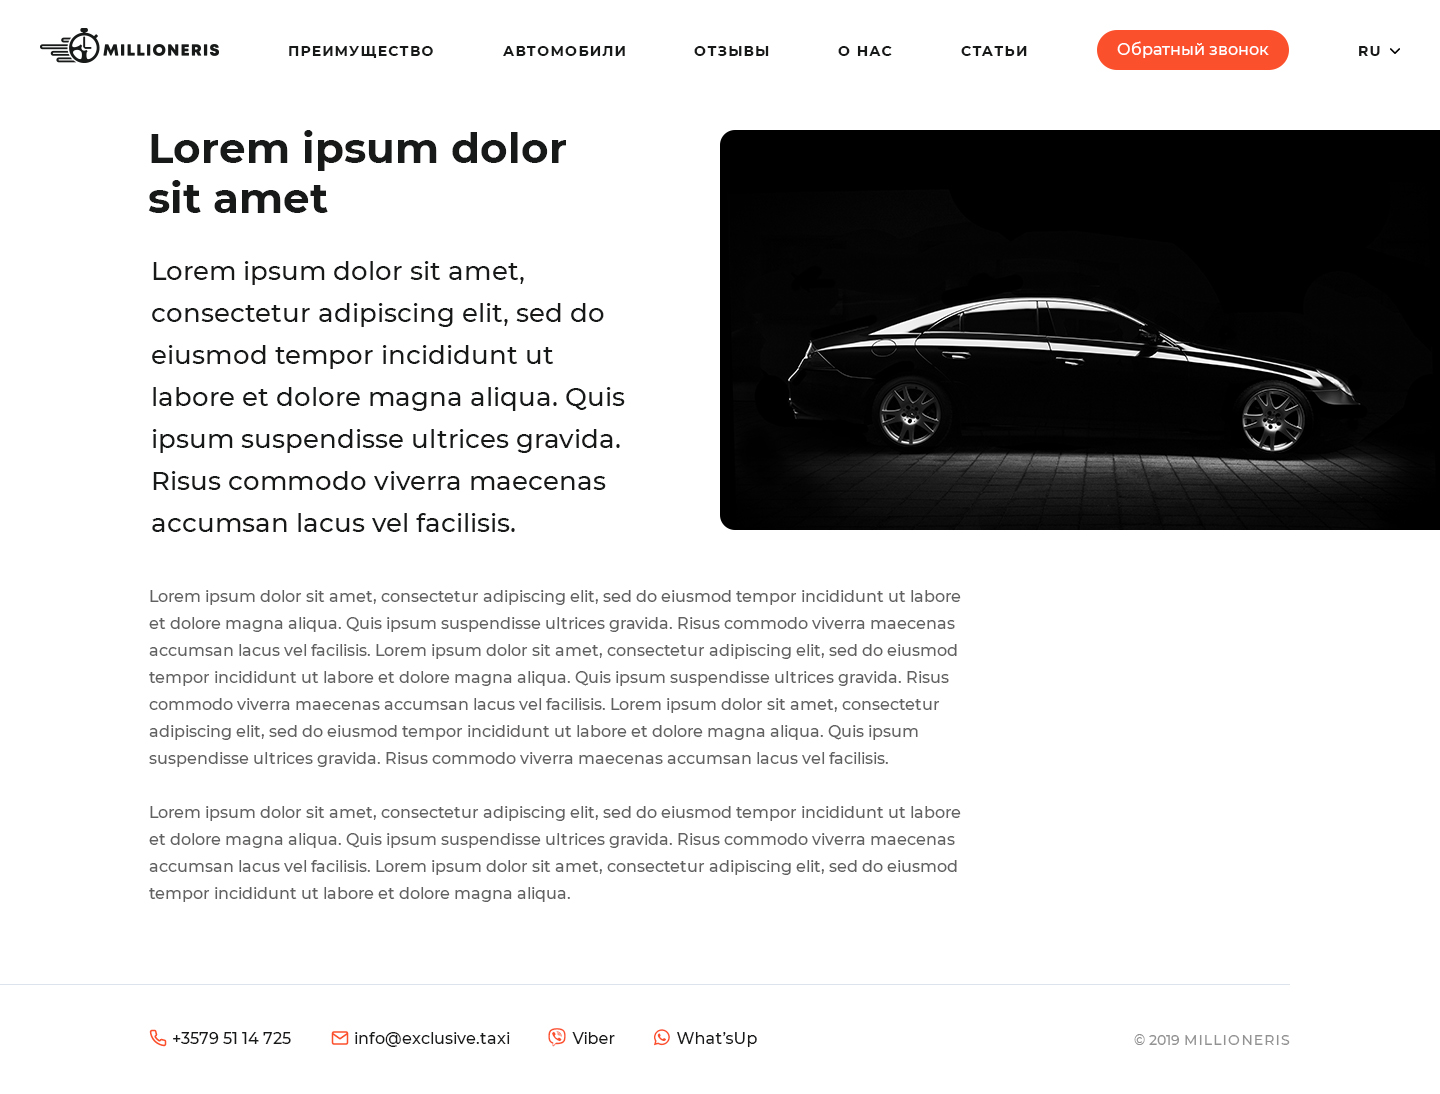 MILLIONERIS ПРЕИМУЩЕСТВО АВТОМОБИЛИ ОТЗЫВЫ О НАС СТАТЬИ Обратный звонок RU
Lorem ipsum dolor
sit amet
Lorem ipsum dolor sit amet,
consectetur adipiscing elit, sed do
eiusmod tempor incididunt ut
labore et dolore magna aliqua. Quis
ipsum suspendisse ultrices gravida.
Risus commodo viverra maecenas
accumsan lacus vel facilisis.
Lorem ipsum dolor sit amet, consectetur adipiscing elit, sed do eiusmod tempor incididunt ut labore
et dolore magna aliqua. Quis ipsum suspendisse ultrices gravida. Risus commodo viverra maecenas
accumsan lacus vel facilisis. Lorem ipsum dolor sit amet, consectetur adipiscing elit, sed do eiusmod
tempor incididunt ut labore et dolore magna aliqua. Quis ipsum suspendisse ultrices gravida. Risus
commodo viverra maecenas accumsan lacus vel facilisis. Lorem ipsum dolor sit amet, consectetur
adipiscing elit, sed do eiusmod tempor incididunt ut labore et dolore magna aliqua. Quis ipsum
suspendisse ultrices gravida. Risus commodo viverra maecenas accumsan lacus vel facilisis.
Lorem ipsum dolor sit amet, consectetur adipiscing elit, sed do eiusmod tempor incididunt ut labore
et dolore magna aliqua. Quis ipsum suspendisse ultrices gravida. Risus commodo viverra maecenas
accumsan lacus vel facilisis. Lorem ipsum dolor sit amet, consectetur adipiscing elit, sed do eiusmod
tempor incididunt ut labore et dolore magna aliqua.
+3579 51 14 725 info@exclusive.taxi Viber What’sUp © 2019 MILLIONERIS